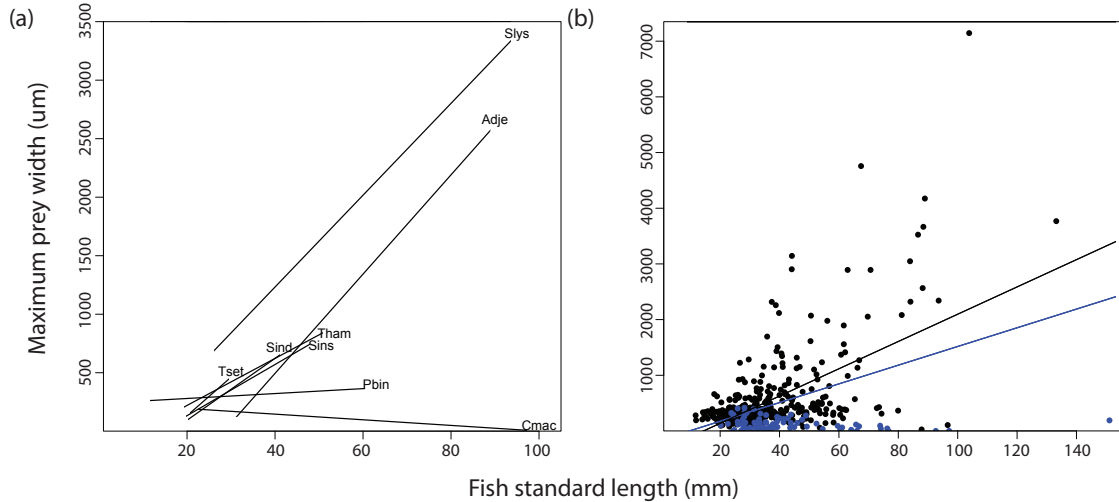 (a)
(b)
Maximum prey width (um)
3500
3000
2500
2000
1500
1000
500
Slys
Adje
Tham
Sind
Sins
Tset
Pbin
Cmac
20
40
60
80
100
7000
6000
5000
4000
3000
2000
1000
20
40
60
80
100
120
140
Fish standard length (mm)